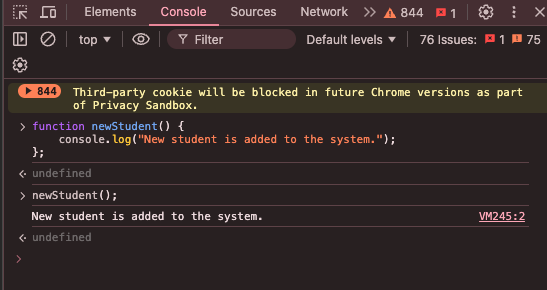 Elements Console Sources Network 844 1
top Filter Default levels 76 Issues: 1 75
844 Third-party cookie will be blocked in future Chrome versions as part
of Privacy Sandbox.
function newStudent() {
console.log("New student is added to the system.");
};
undefined
newStudent();
New student is added to the system. VM245:2
undefined